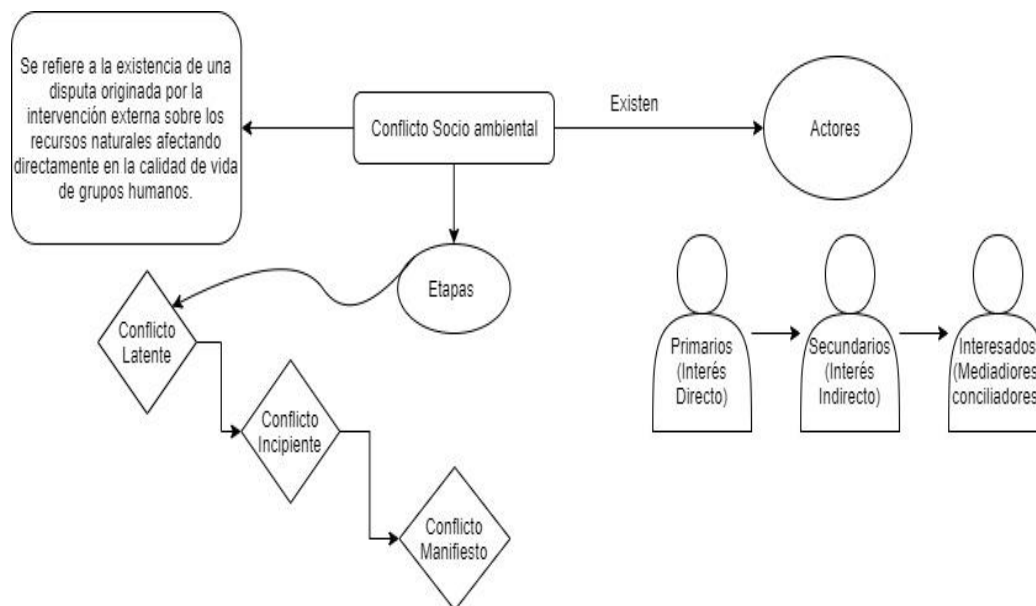 Se refiere a la existencia de una
disputa originada por la
intervención externa sobre los
recursos naturales afectando
directamente en la calidad de vida
de grupos humanos.
Conflicto Socio ambiental
Existen
Actores
Etapas
Conflicto
Latente
Conflicto
Incipiente
Conflicto
Manifiesto
Primarios
(Interés
Directo)
Secundarios
(Interés
Indirecto)
Interesados
(Mediadores
conciliadores